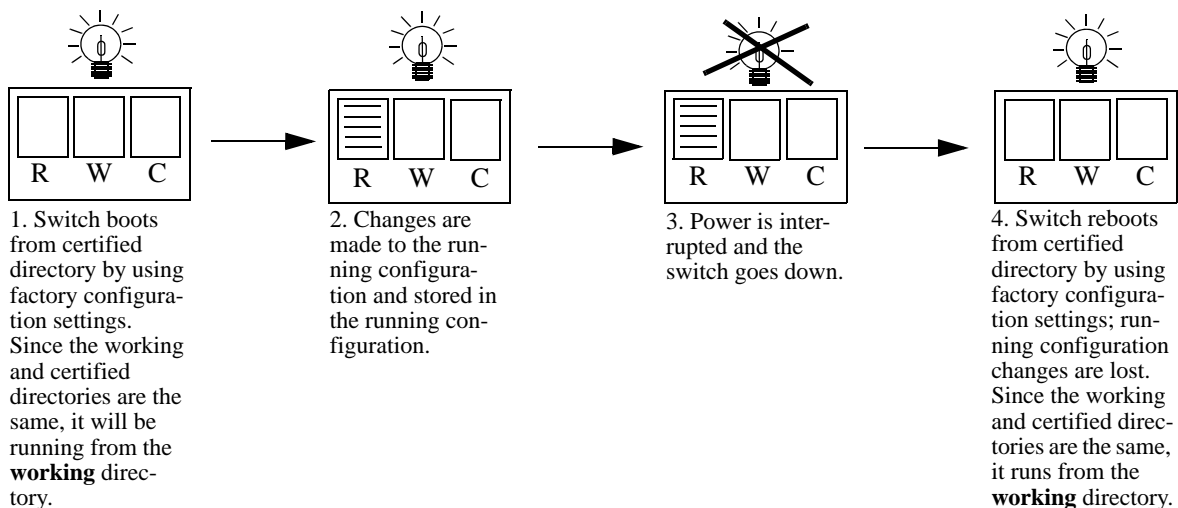 R W C
R W C
R W C
R W C
1. Switch boots
from certified
directory by using
factory configura-
tion settings.
Since the working
and certified
directories are the
same, it will be
running from the
working direc-
tory.
2. Changes are
made to the run-
ning configura-
tion and stored in
the running con-
figuration.
3. Power is inter-
rupted and the
switch goes down.
4. Switch reboots
from certified
directory by using
factory configura-
tion settings; run-
ning configuration
changes are lost.
Since the working
and certified direc-
tories are the same,
it runs from the
working directory.